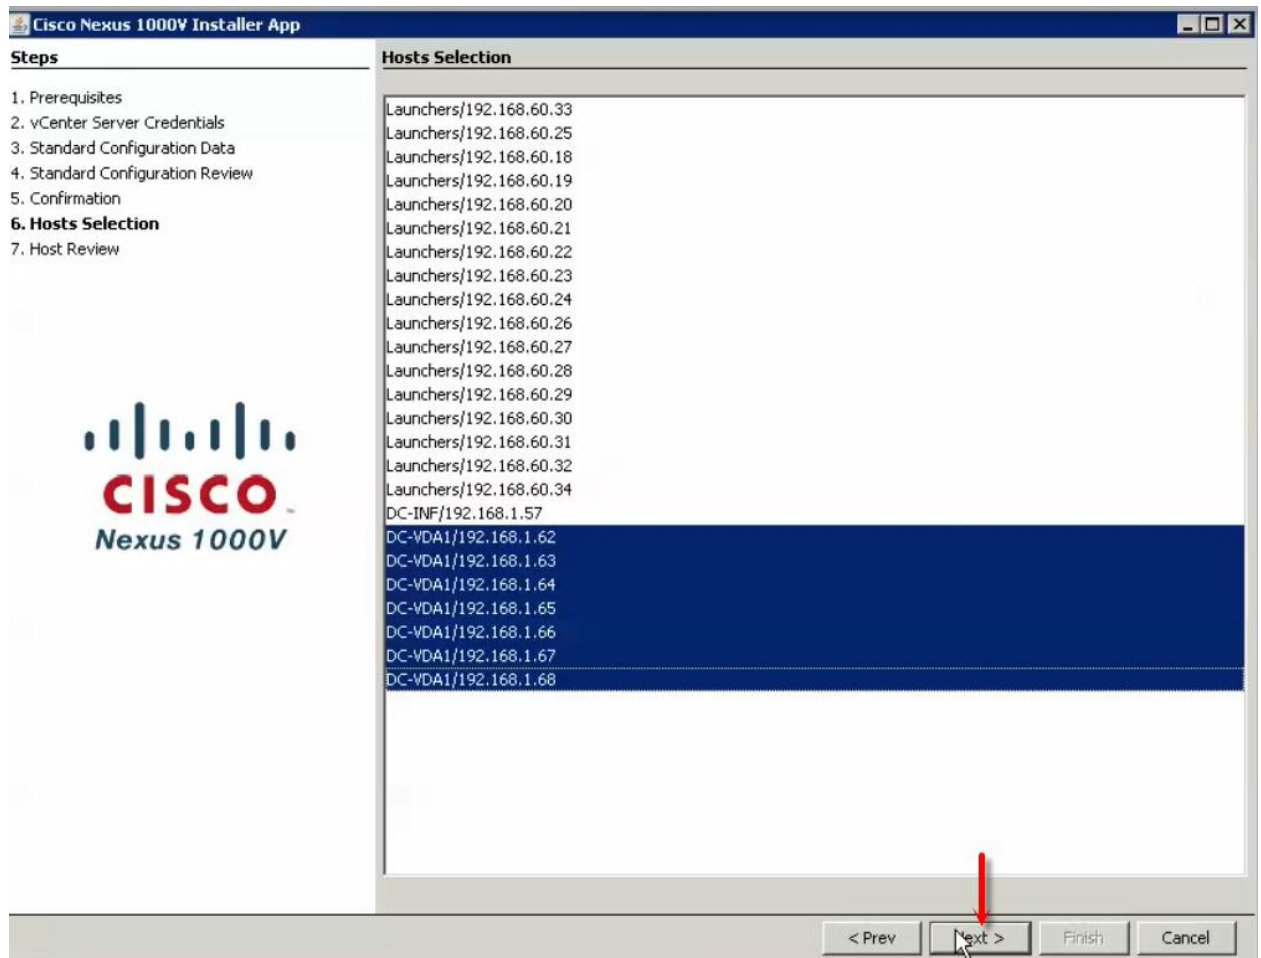 Cisco Nexus 1000V Installer App
Steps
1. Prerequisites
2. vCenter Server Credentials
3. Standard Configuration Data
4. Standard Configuration Review
5. Confirmation
6. Hosts Selection
7. Host Review
CISCO
Nexus 1000V
Hosts Selection
Launchers/192.168.60.33
Launchers/192.168.60.25
Launchers/192.168.60.18
Launchers/192.168.60.19
Launchers/192.168.60.20
Launchers/192.168.60.21
Launchers/192.168.60.22
Launchers/192.168.60.23
Launchers/192.168.60.24
Launchers/192.168.60.26
Launchers/192.168.60.27
Launchers/192.168.60.28
Launchers/192.168.60.29
Launchers/192.168.60.30
Launchers/192.168.60.31
Launchers/192.168.60.32
Launchers/192.168.60.34
DC-INF/192.168.1.57
DC-VDA1/192.168.1.62
DC-VDA1/192.168.1.63
DC-VDA1/192.168.1.64
DC-VDA1/192.168.1.65
DC-VDA1/192.168.1.66
DC-VDA1/192.168.1.67
DC-VDA1/192.168.1.68
< Prev Next > Finish Cancel